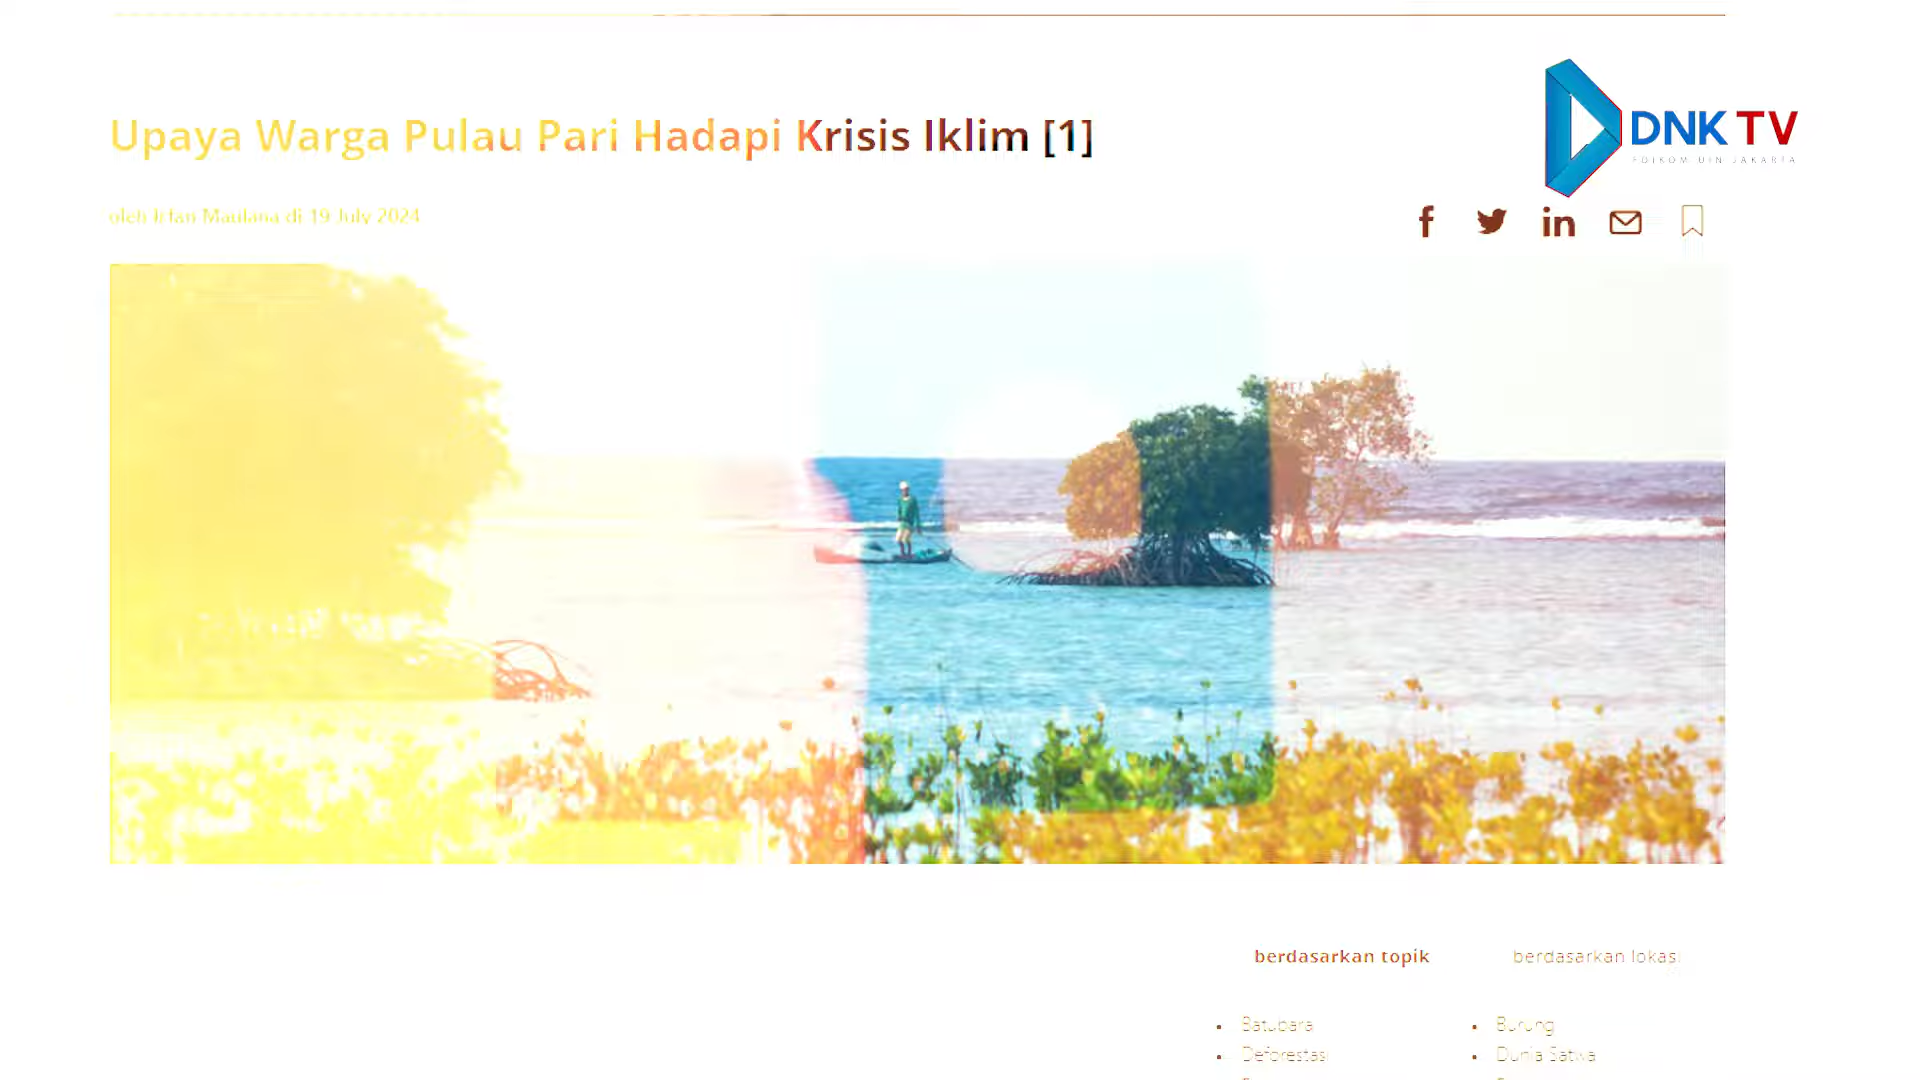 DNK TV
FDIKOM UIN JAKARTA
Upaya Warga Pulau Pari Hadapi Krisis Iklim [1]
oleh Irfan Maulana di 19 July 2024
in
berdasarkan topik
berdasarkan lokasi
Batubara
Burung
Deforestasi
Dunia Satwa